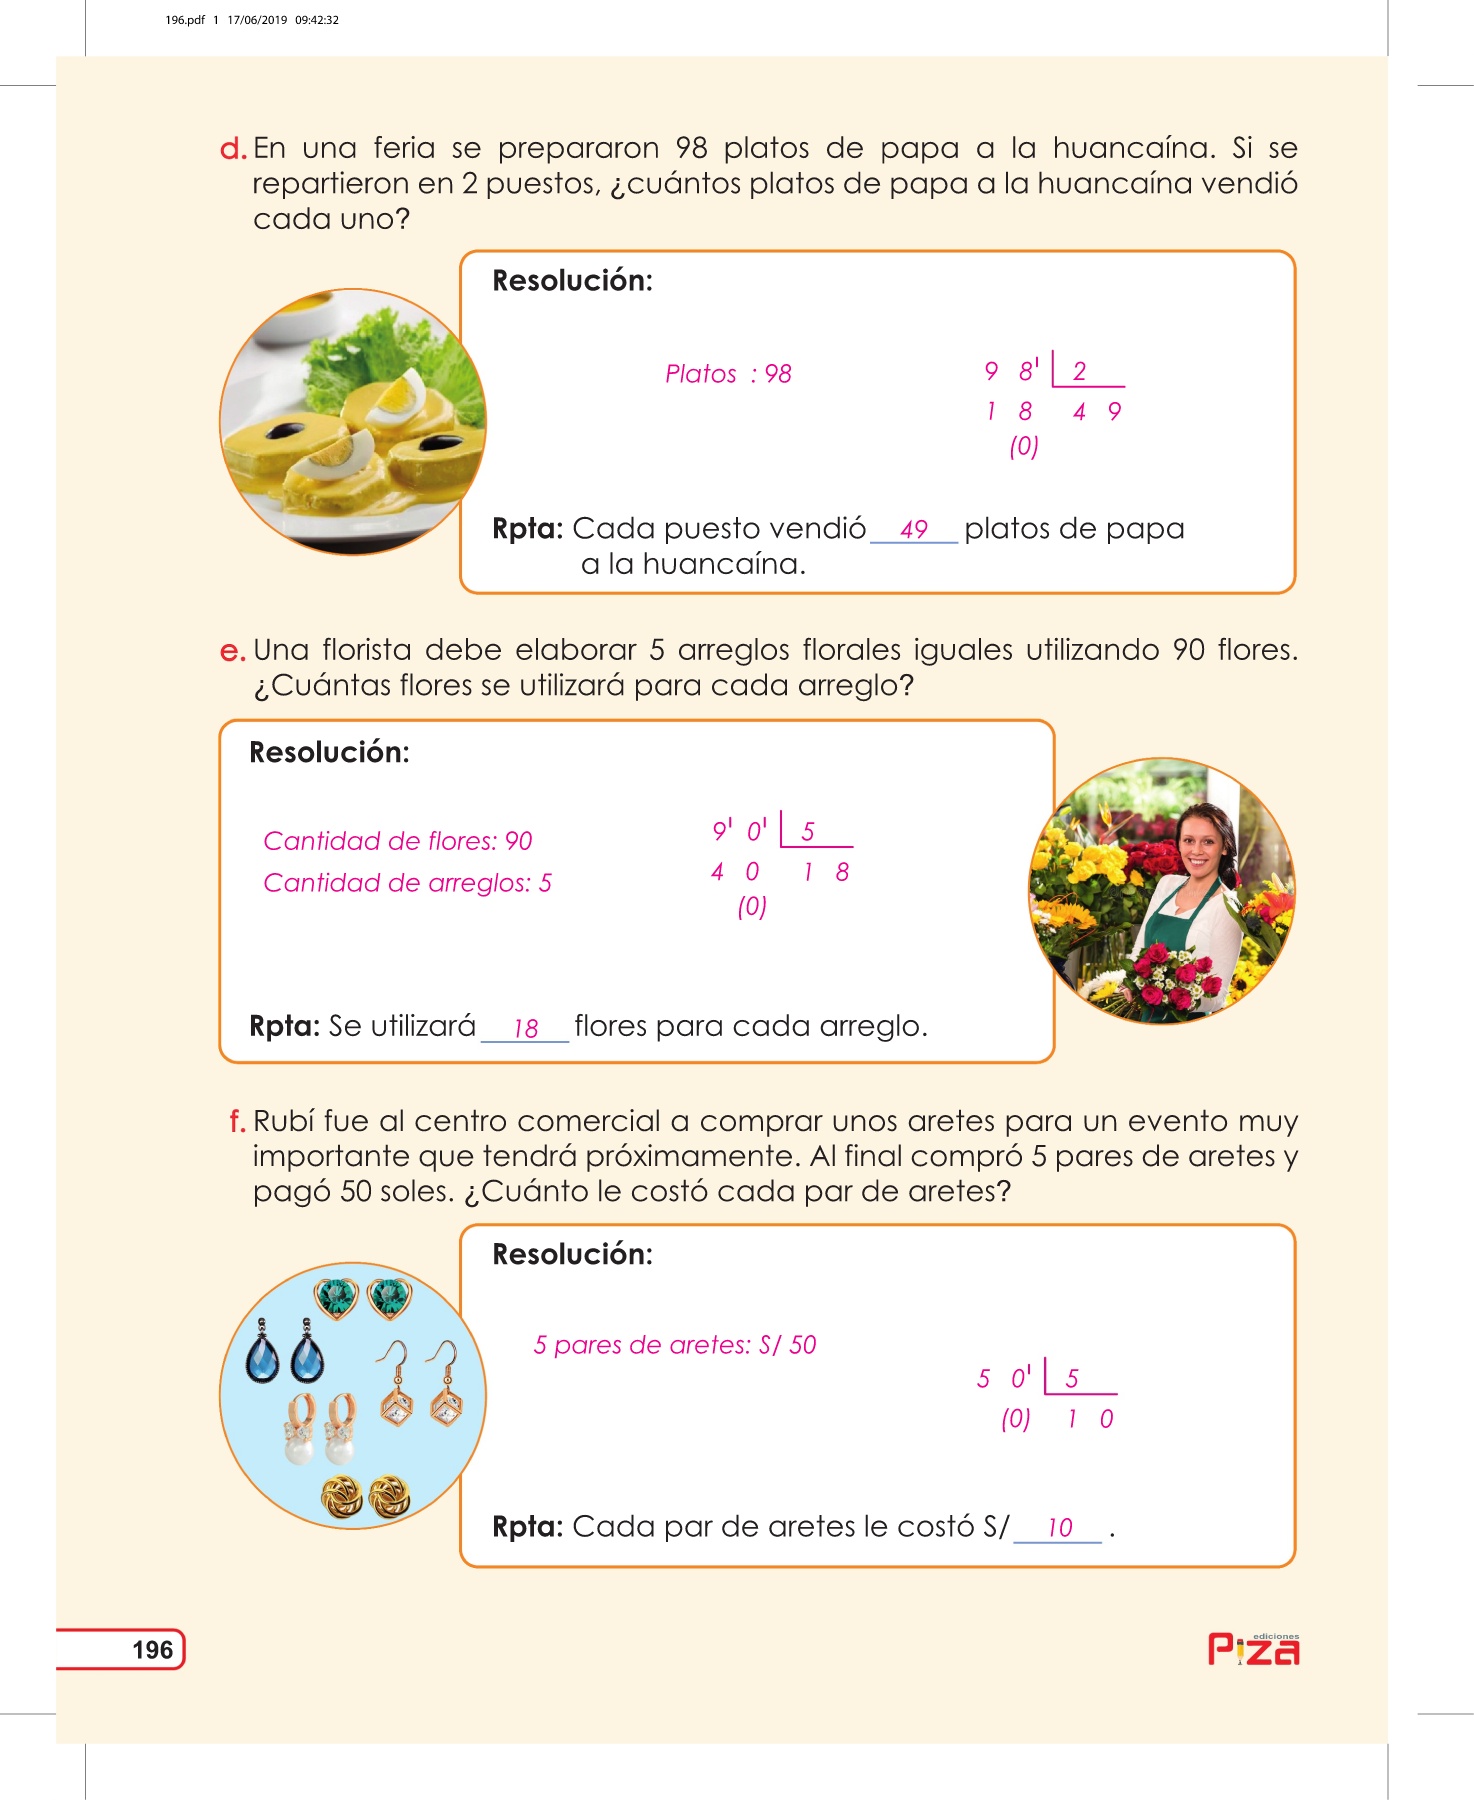 196.pdf 1 17/06/2019 09:42:32
d. En una feria se prepararon 98 platos de papa a la huancaína. Si se
repartieron en 2 puestos, ¿cuántos platos de papa a la huancaína vendió
cada uno?
Resolución:
Platos : 98
9 8' 2
1 8 4 9
(0)
Rpta: Cada puesto vendió 49 platos de papa
a la huancaína.
e. Una florista debe elaborar 5 arreglos florales iguales utilizando 90 flores.
¿Cuántas flores se utilizará para cada arreglo?
Resolución:
Cantidad de flores: 90
Cantidad de arreglos: 5
9' 0' 5
4 0 1 8
(0)
Rpta: Se utilizará 18 flores para cada arreglo.
f. Rubí fue al centro comercial a comprar unos aretes para un evento muy
importante que tendrá próximamente. Al final compró 5 pares de aretes y
pagó 50 soles. ¿Cuánto le costó cada par de aretes?
Resolución:
5 pares de aretes: S/ 50
5 0' 5
(0) 1 0
Rpta: Cada par de aretes le costó S/ 10 .
196
ediciones
Piza